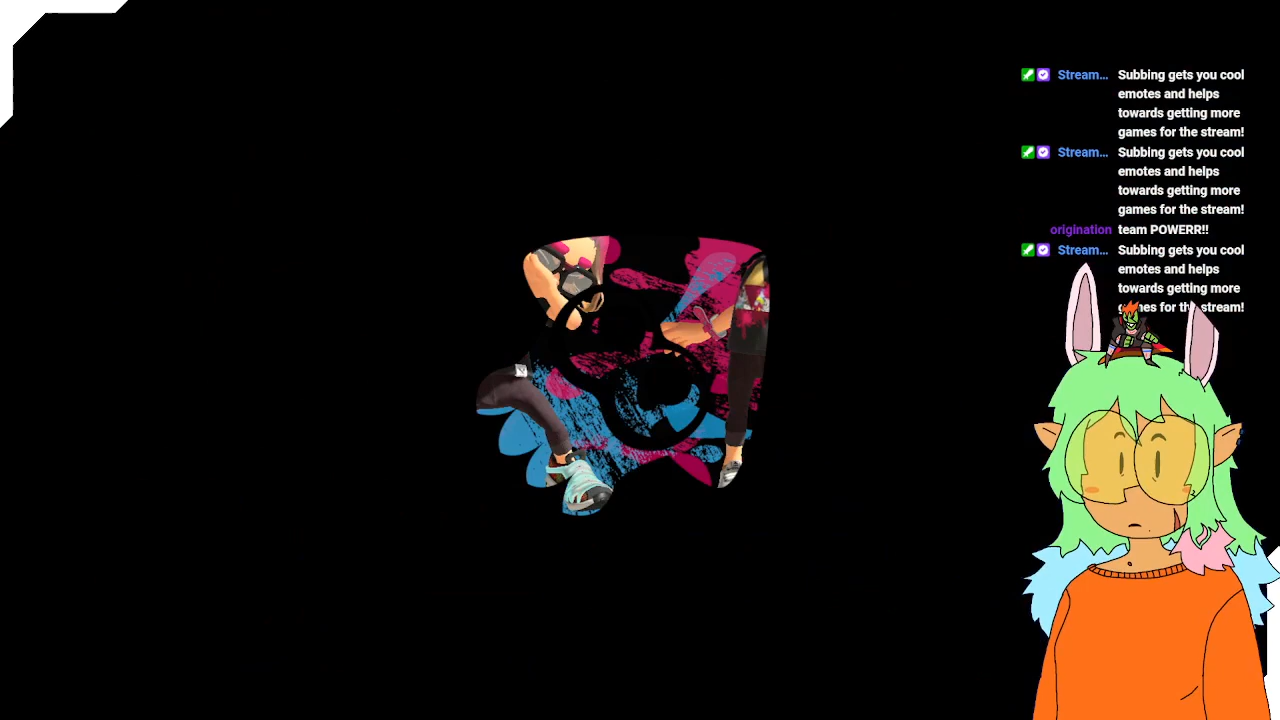 Stream... Subbing gets you cool
emotes and helps
towards getting more
games for the stream!
Stream... Subbing gets you cool
emotes and helps
towards getting more
games for the stream!
origination team POWERR!!
Stream... Subbing gets you cool
emotes and helps
towards getting more
games for the stream!